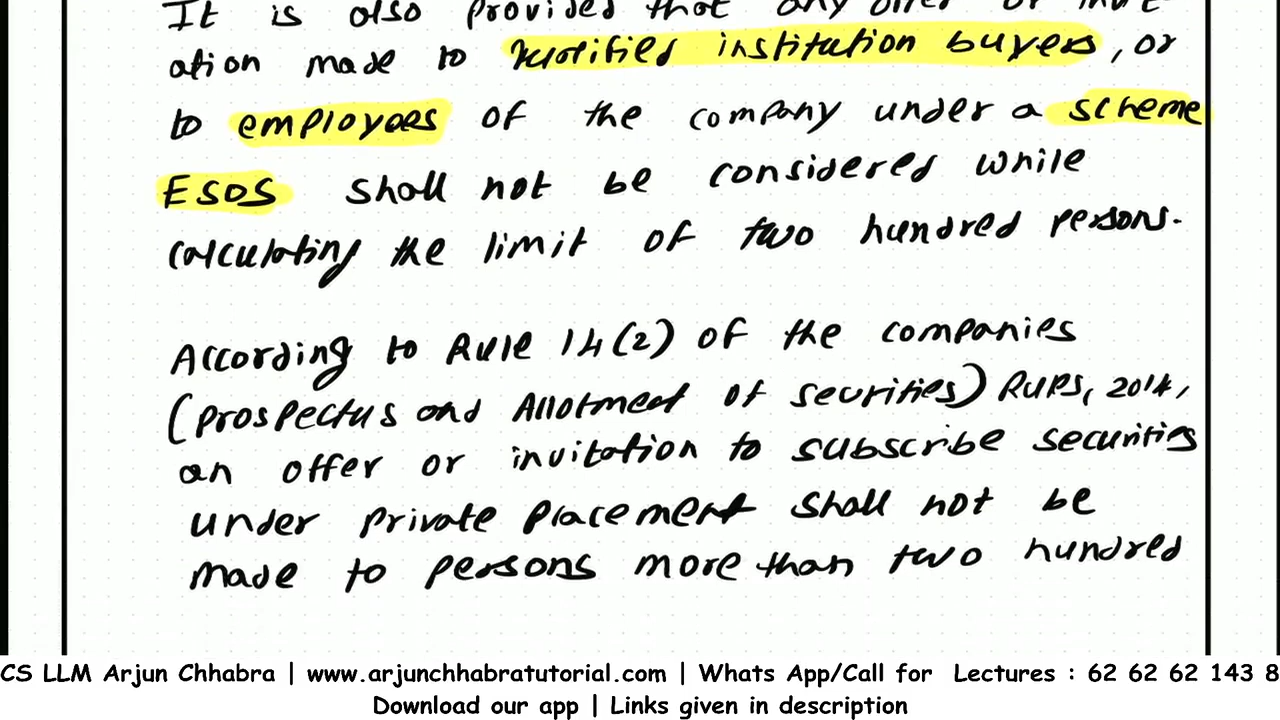 It is also provided that any offer or invit-
ation made to qualified institution buyers, or
to employees of the company under a scheme
ESOS shall not be considered while
calculating the limit of two hundred persons.
According to Rule 14(2) of the companies
(prospectus and Allotment of securities) Rules, 2014,
an offer or invitation to subscribe securities
under private placement shall not be
made to persons more than two hundred
CS LLM Arjun Chhabra | www.arjunchhabratutorial.com | Whats App/Call for Lectures : 62 62 62 143 8
Download our app | Links given in description